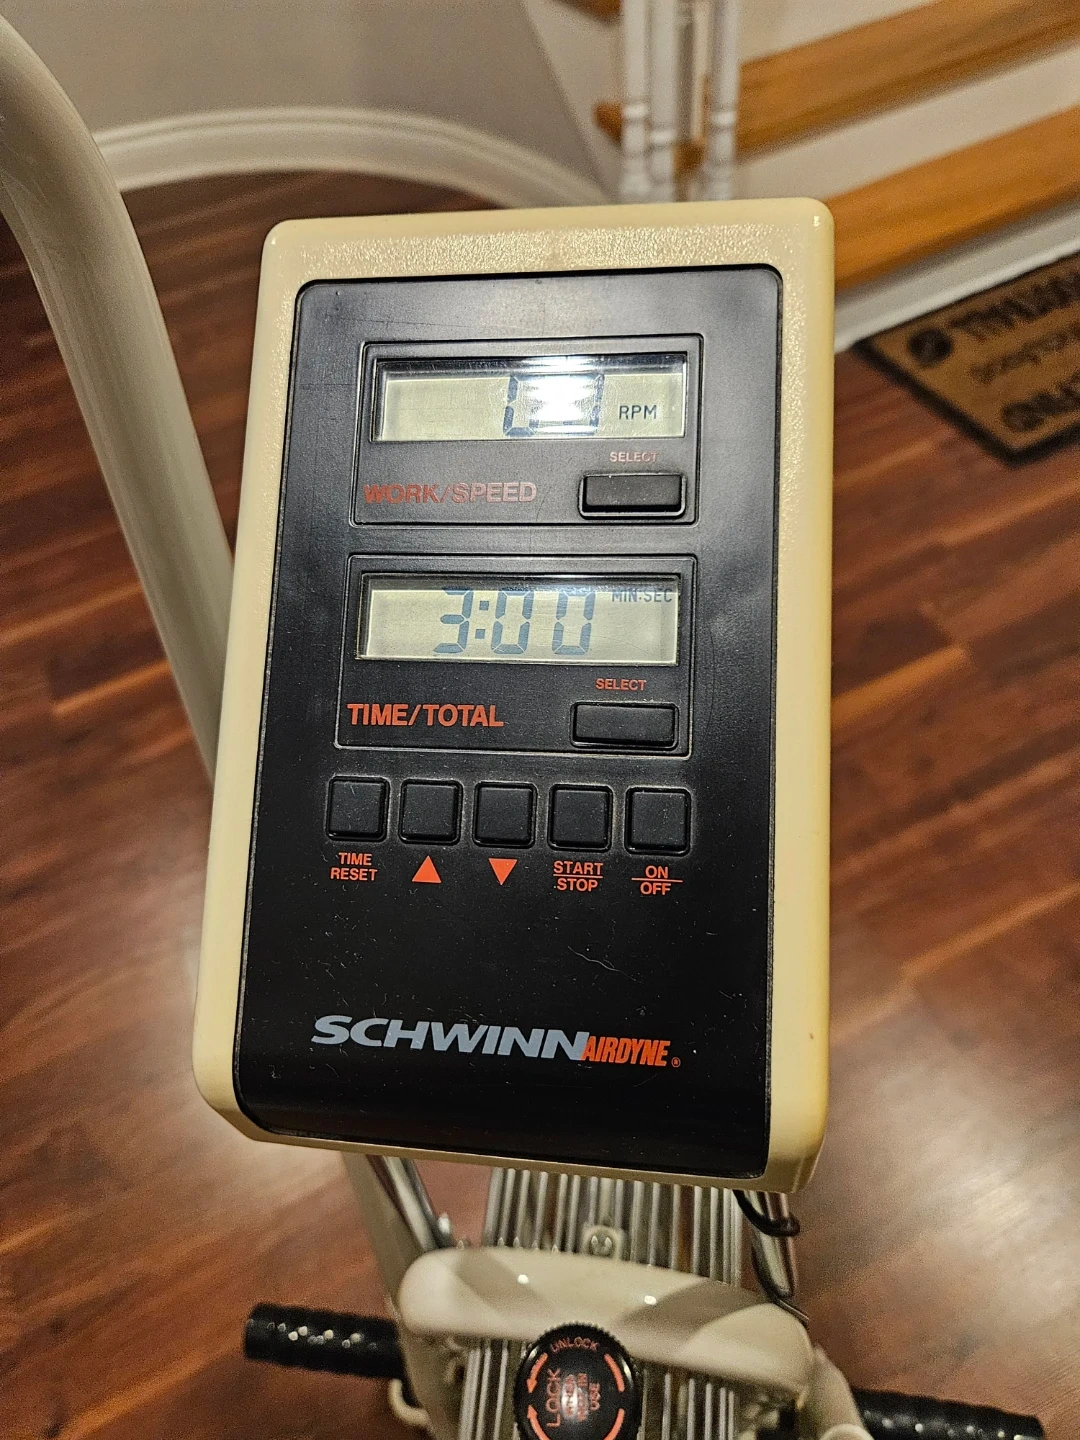 RPM
SELECT
WORK/SPEED
3:00 MIN:SEC
SELECT
TIME/TOTAL
TIME RESET
▲
▼
START STOP
ON OFF
SCHWINN AIRDYNE®
UNLOCK
LOCK
USE